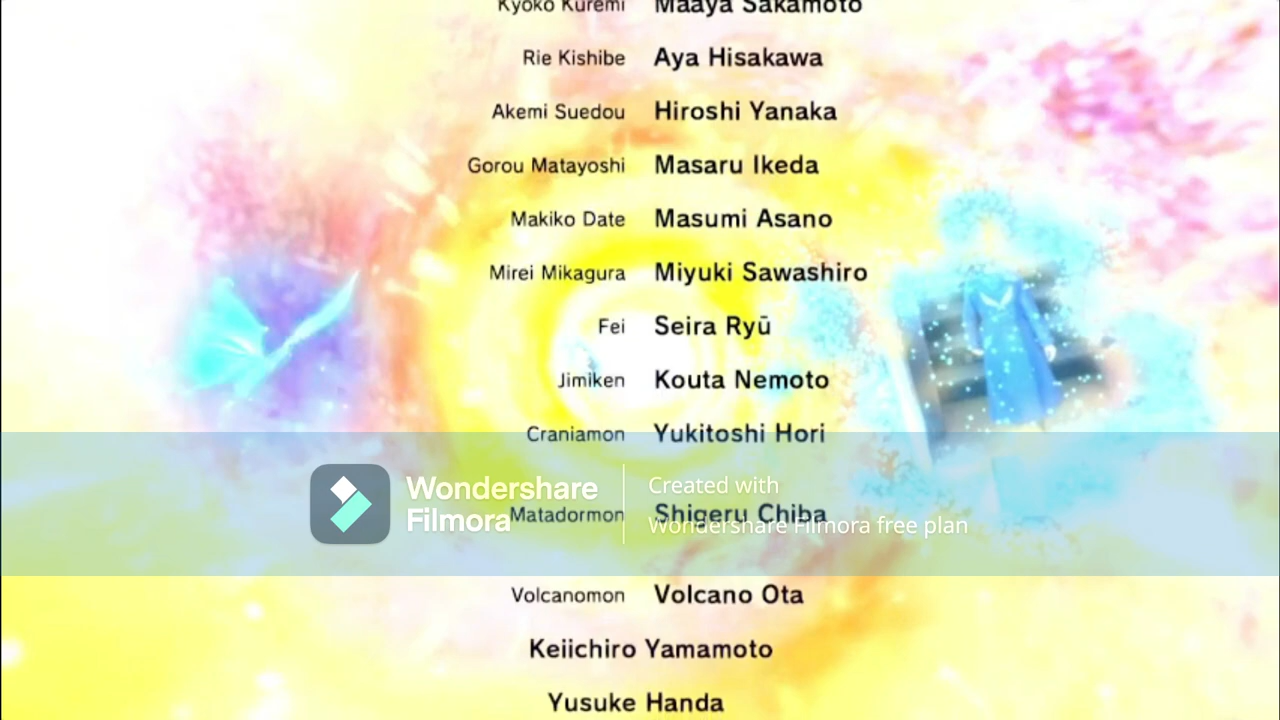 Kyoko Kuremi Maaya Sakamoto
Rie Kishibe Aya Hisakawa
Akemi Suedou Hiroshi Yanaka
Gorou Matayoshi Masaru Ikeda
Makiko Date Masumi Asano
Mirei Mikagura Miyuki Sawashiro
Fei Seira Ryū
Jimiken Kouta Nemoto
Craniamon Yukitoshi Hori
Wondershare
Filmora
Created with
Wondershare Filmora free plan
Matadormon Shigeru Chiba
Volcanomon Volcano Ota
Keiichiro Yamamoto
Yusuke Handa